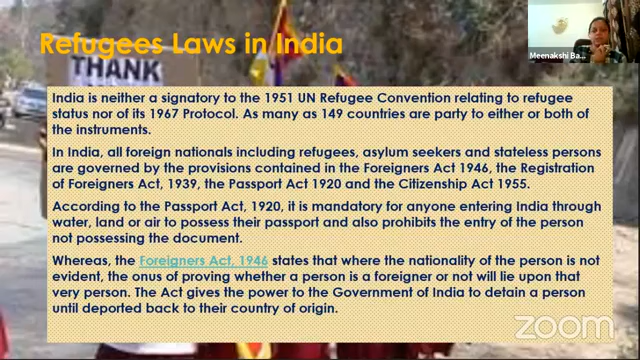 Refugees Laws in India
THANK
Meenakshi Ba...
India is neither a signatory to the 1951 UN Refugee Convention relating to refugee
status nor of its 1967 Protocol. As many as 149 countries are party to either or both of
the instruments.
In India, all foreign nationals including refugees, asylum seekers and stateless persons
are governed by the provisions contained in the Foreigners Act 1946, the Registration
of Foreigners Act, 1939, the Passport Act 1920 and the Citizenship Act 1955.
According to the Passport Act, 1920, it is mandatory for anyone entering India through
water, land or air to possess their passport and also prohibits the entry of the person
not possessing the document.
Whereas, the Foreigners Act, 1946 states that where the nationality of the person is not
evident, the onus of proving whether a person is a foreigner or not will lie upon that
very person. The Act gives the power to the Government of India to detain a person
until deported back to their country of origin.
zoom